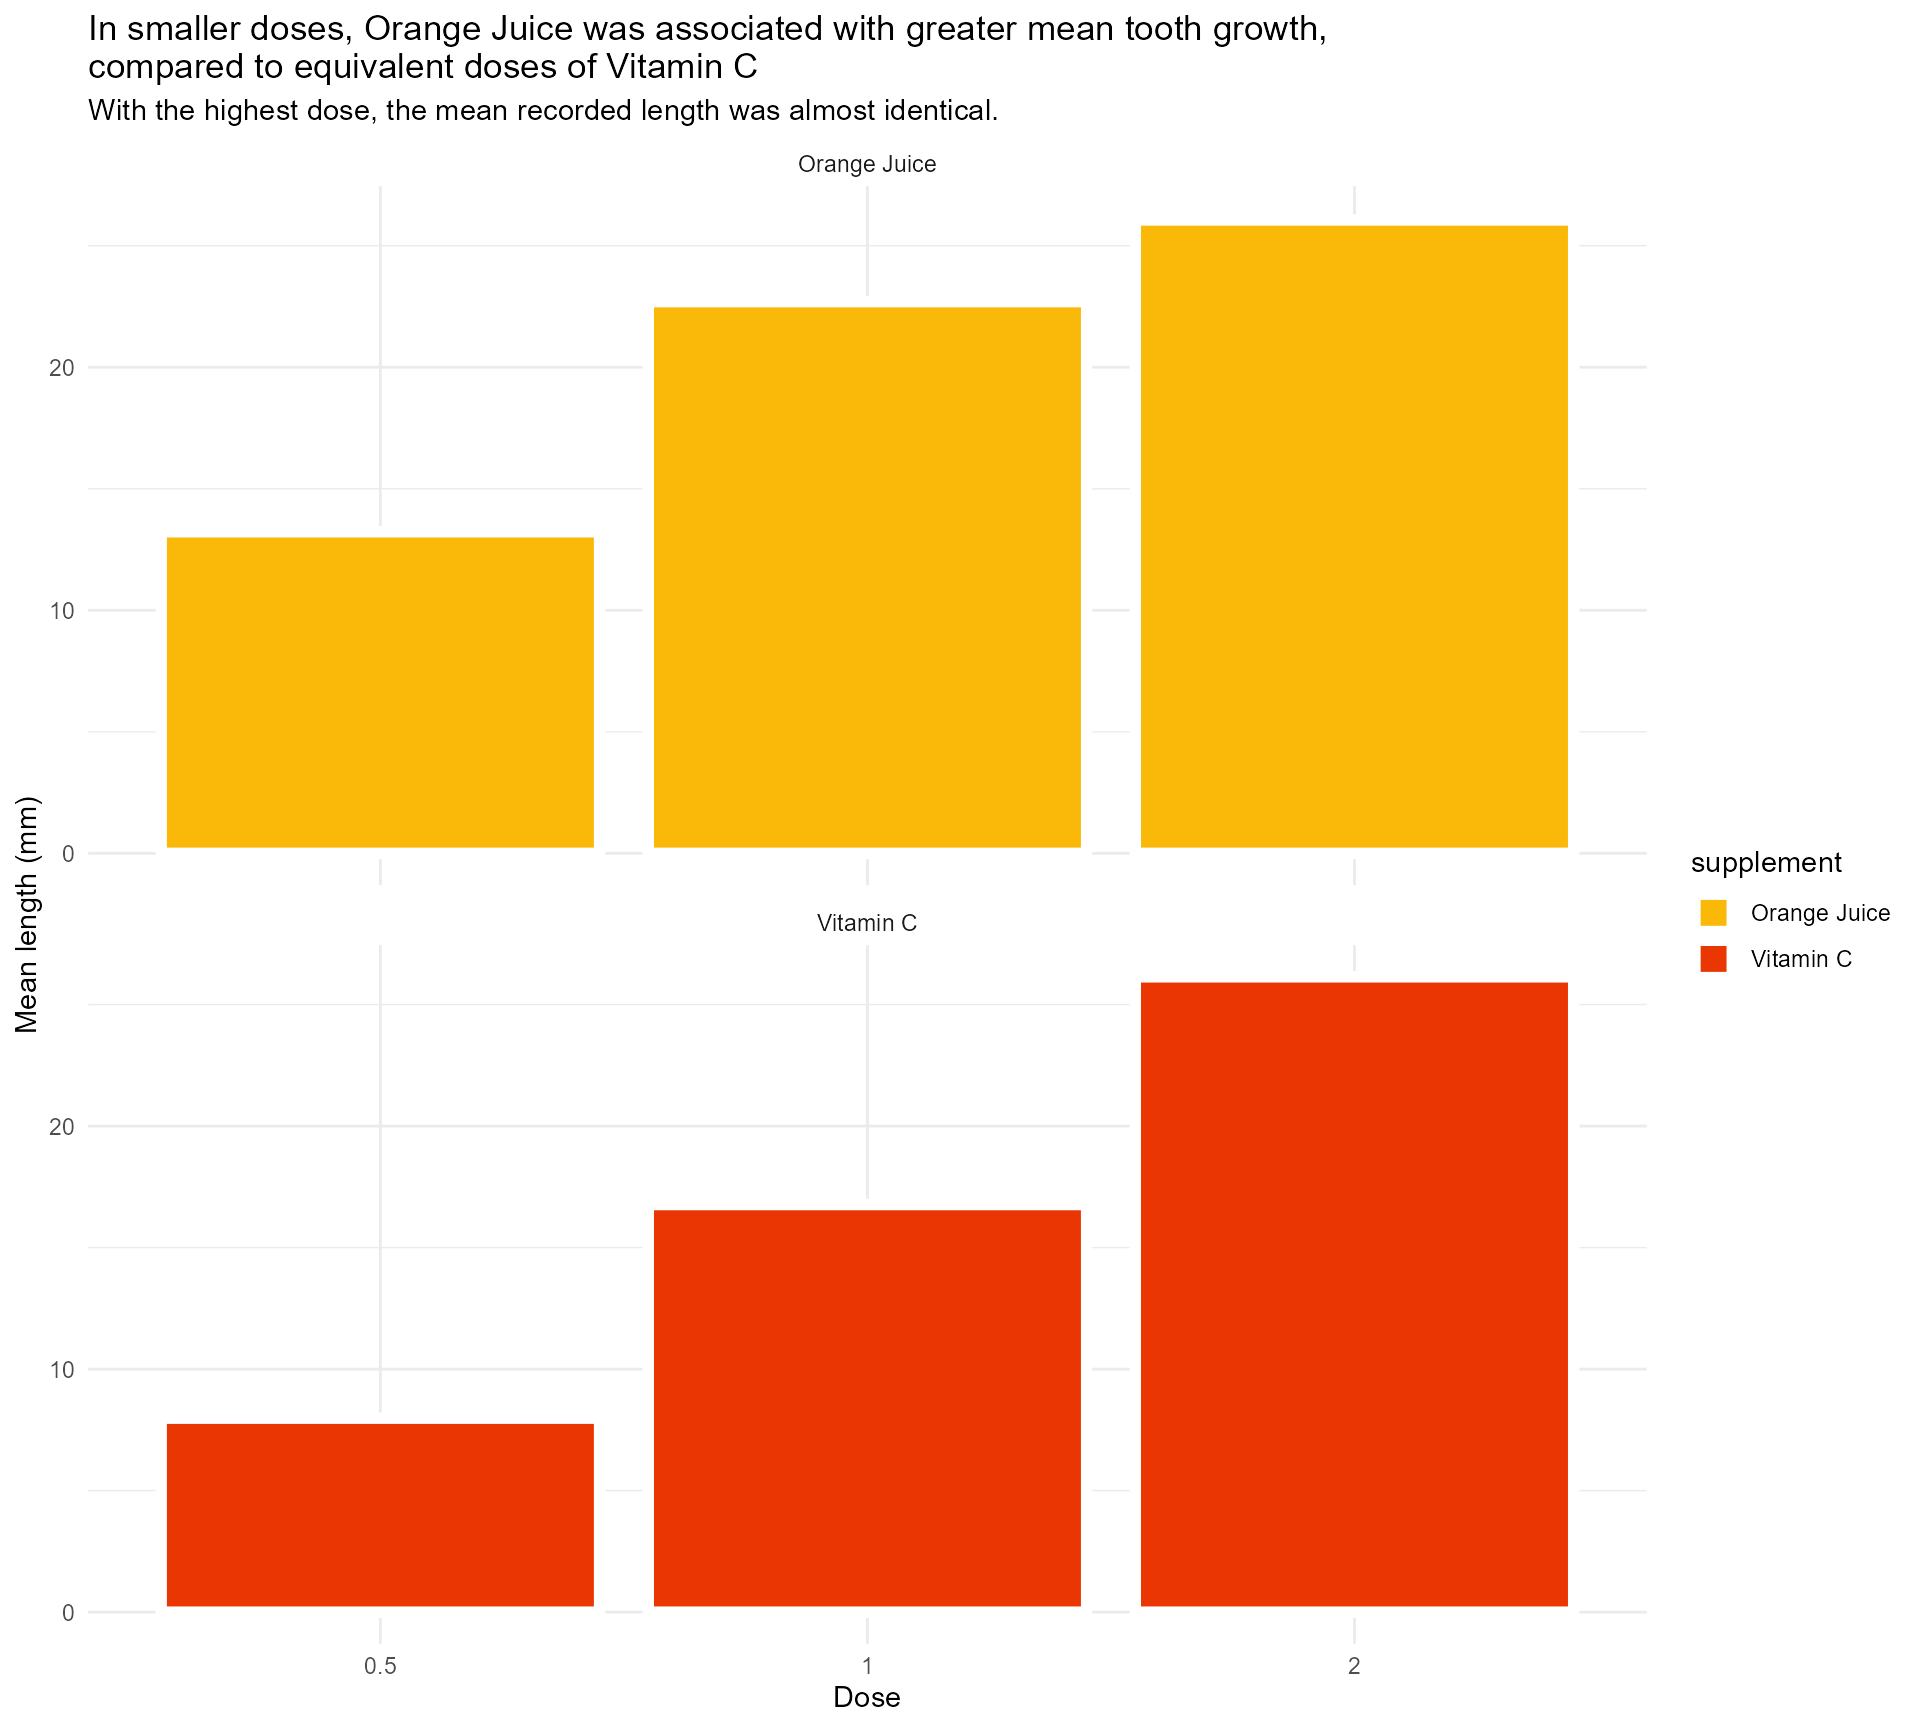 In smaller doses, Orange Juice was associated with greater mean tooth growth,
compared to equivalent doses of Vitamin C
With the highest dose, the mean recorded length was almost identical.
Orange Juice
20
10
0
Mean length (mm)
Vitamin C
20
10
0
0.5
1
2
Dose
supplement
Orange Juice
Vitamin C